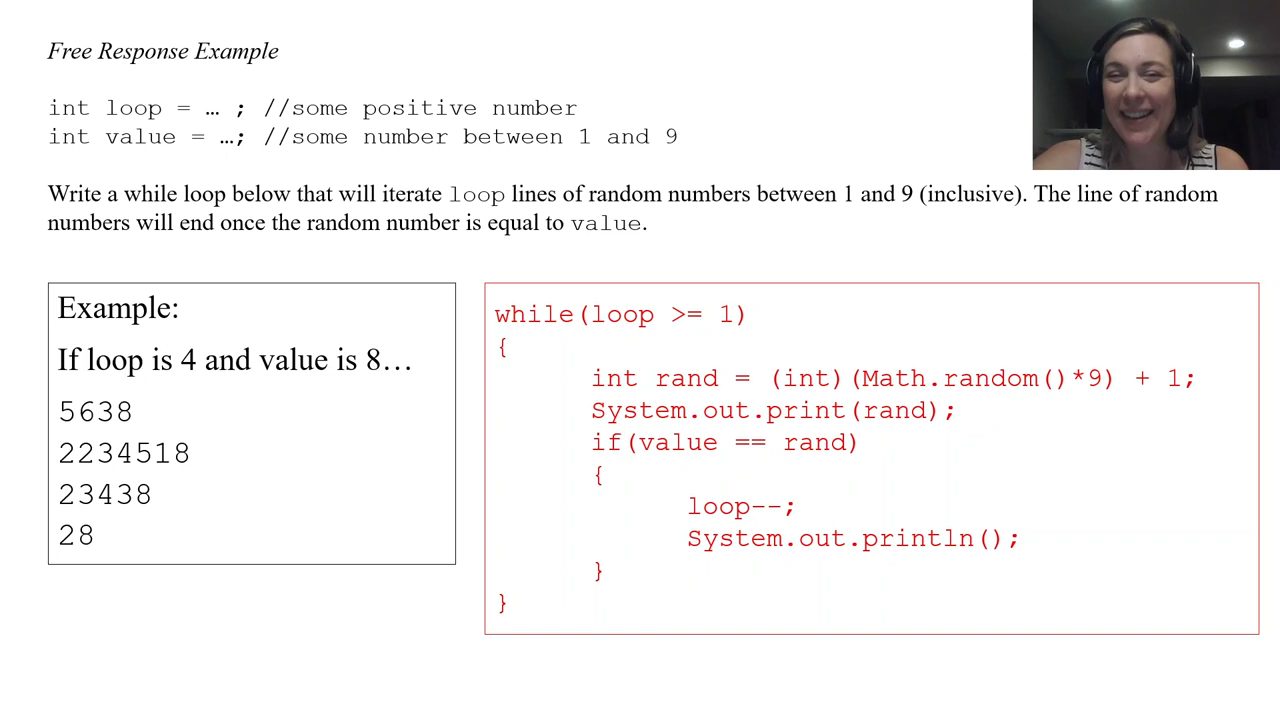 Free Response Example
int loop = … ; //some positive number
int value = …; //some number between 1 and 9
Write a while loop below that will iterate loop lines of random numbers between 1 and 9 (inclusive). The line of random
numbers will end once the random number is equal to value.
Example:
If loop is 4 and value is 8…
5638
2234518
23438
28
while(loop >= 1)
{
int rand = (int)(Math.random()*9) + 1;
System.out.print(rand);
if(value == rand)
{
loop--;
System.out.println();
}
}